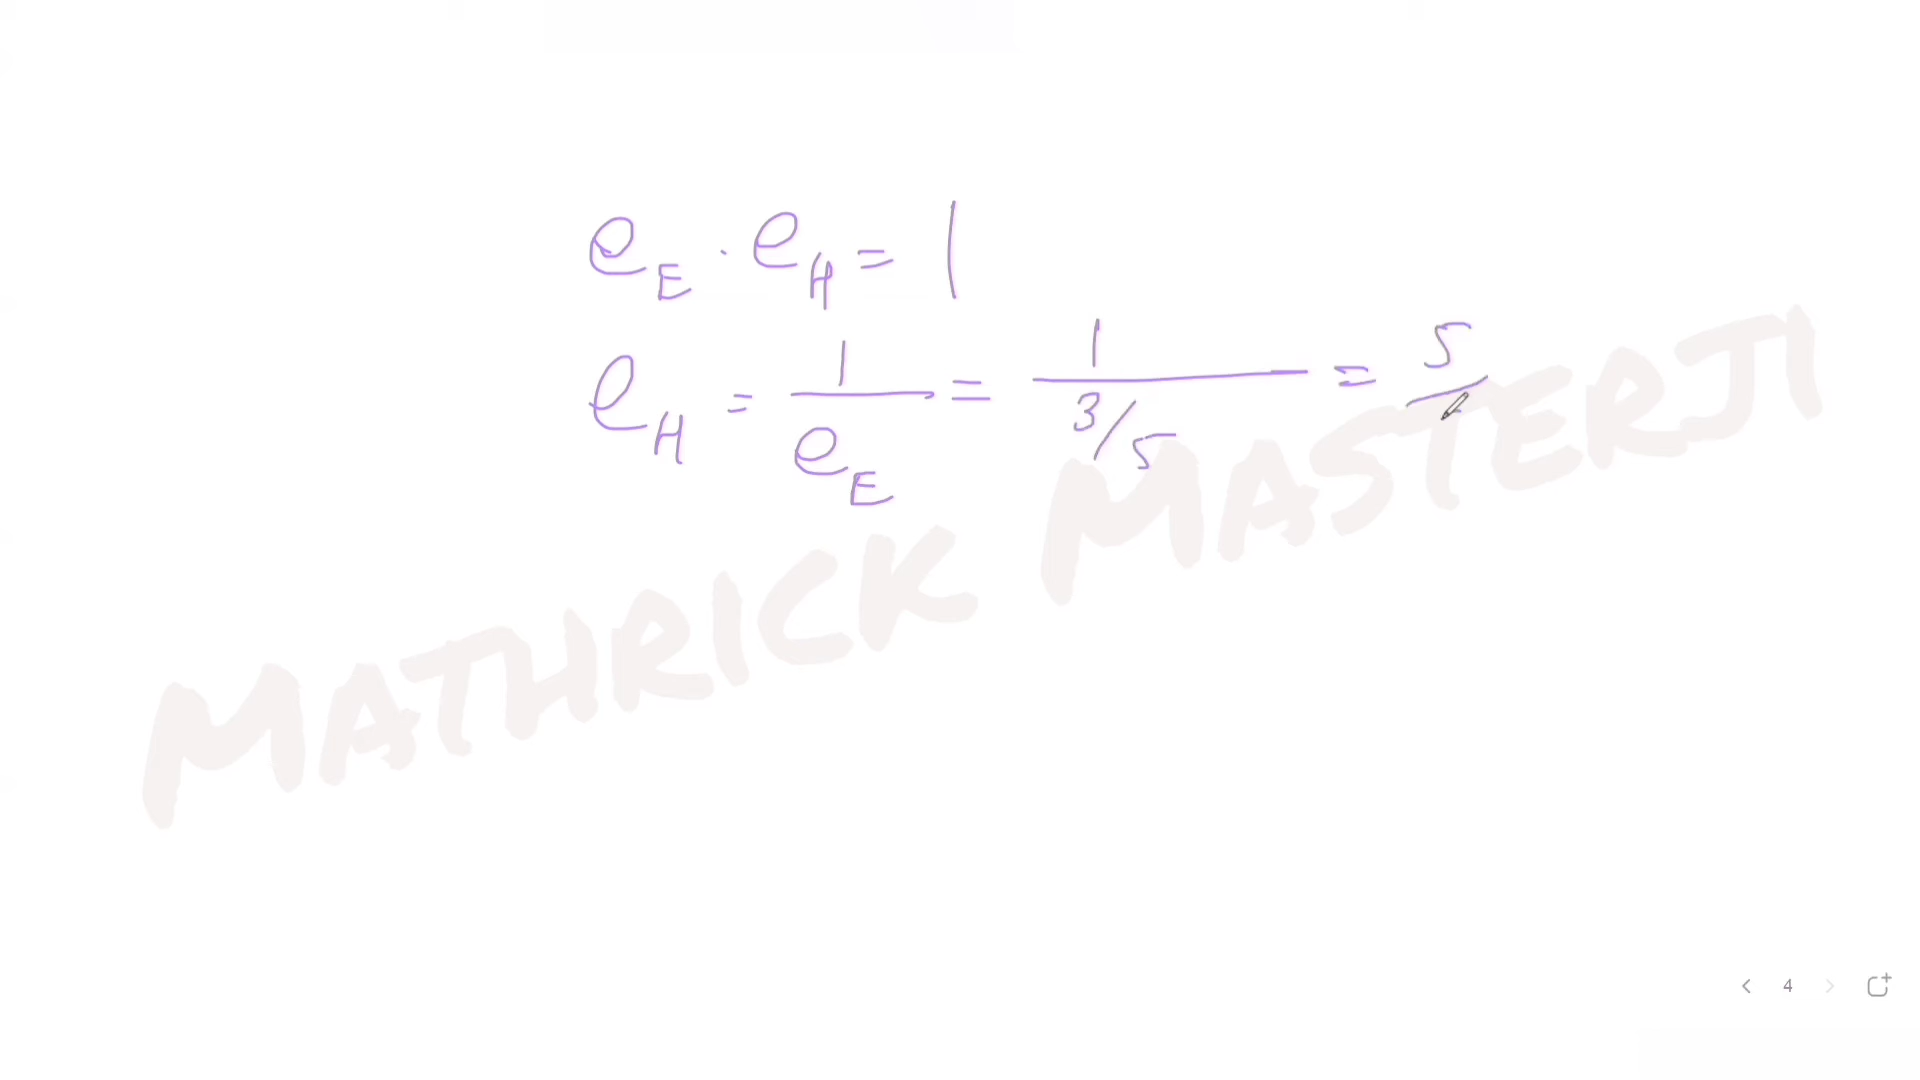 e_E · e_H = 1
e_H = 1/e_E = 1/(3/5) = 5/
MATHRICK MASTERJI
4